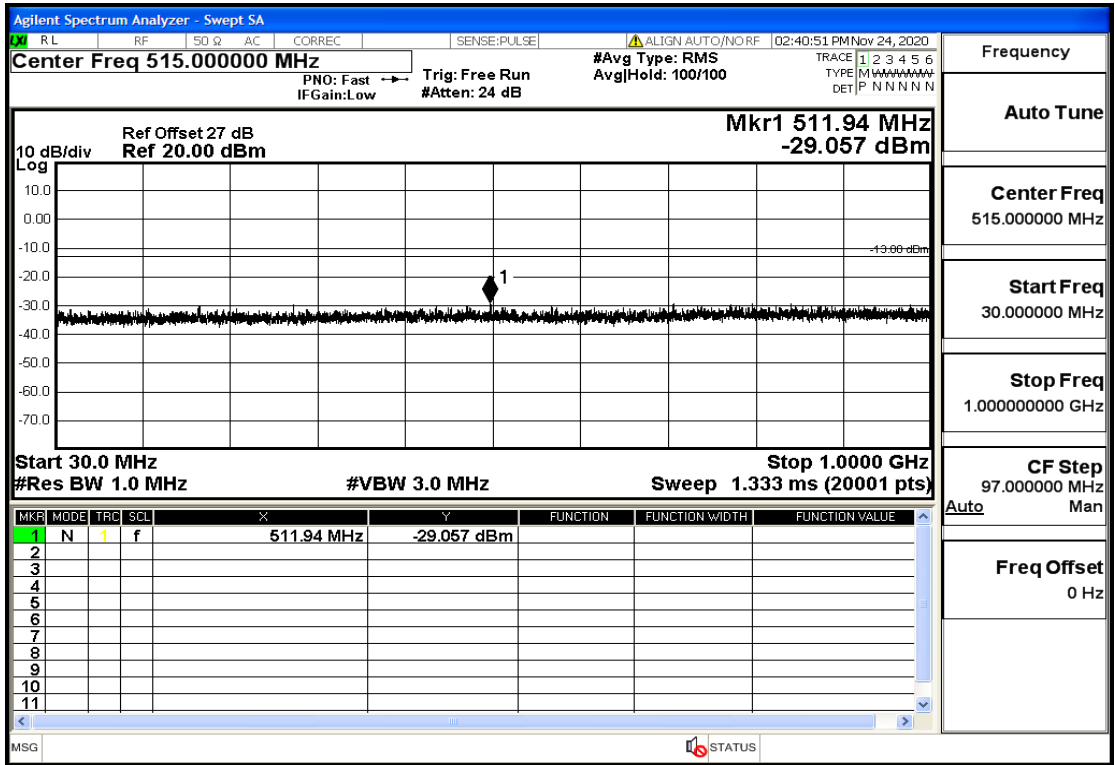 Agilent Spectrum Analyzer - Swept SA
LXI RL RF 50 Ω AC CORREC SENSE:PULSE ALIGN AUTO/NO RF 02:40:51 PM Nov 24, 2020
Center Freq 515.000000 MHz
PNO: Fast
IFGain:Low
Trig: Free Run
#Atten: 24 dB
#Avg Type: RMS
Avg|Hold: 100/100
TRACE 1 2 3 4 5 6
TYPE M
DET P N N N N N
Ref Offset 27 dB
10 dB/div Ref 20.00 dBm
Log
Mkr1 511.94 MHz
-29.057 dBm
10.0
0.00
-10.0
-13.00 dBm
-20.0
1
-30.0
-40.0
-50.0
-60.0
-70.0
Start 30.0 MHz Stop 1.0000 GHz
#Res BW 1.0 MHz #VBW 3.0 MHz Sweep 1.333 ms (20001 pts)
MKR MODE TRC SCL X Y FUNCTION FUNCTION WIDTH FUNCTION VALUE
1 N 1 f 511.94 MHz -29.057 dBm
2
3
4
5
6
7
8
9
10
11
MSG STATUS
Frequency
Auto Tune
Center Freq
515.000000 MHz
Start Freq
30.000000 MHz
Stop Freq
1.000000000 GHz
CF Step
97.000000 MHz
Auto Man
Freq Offset
0 Hz